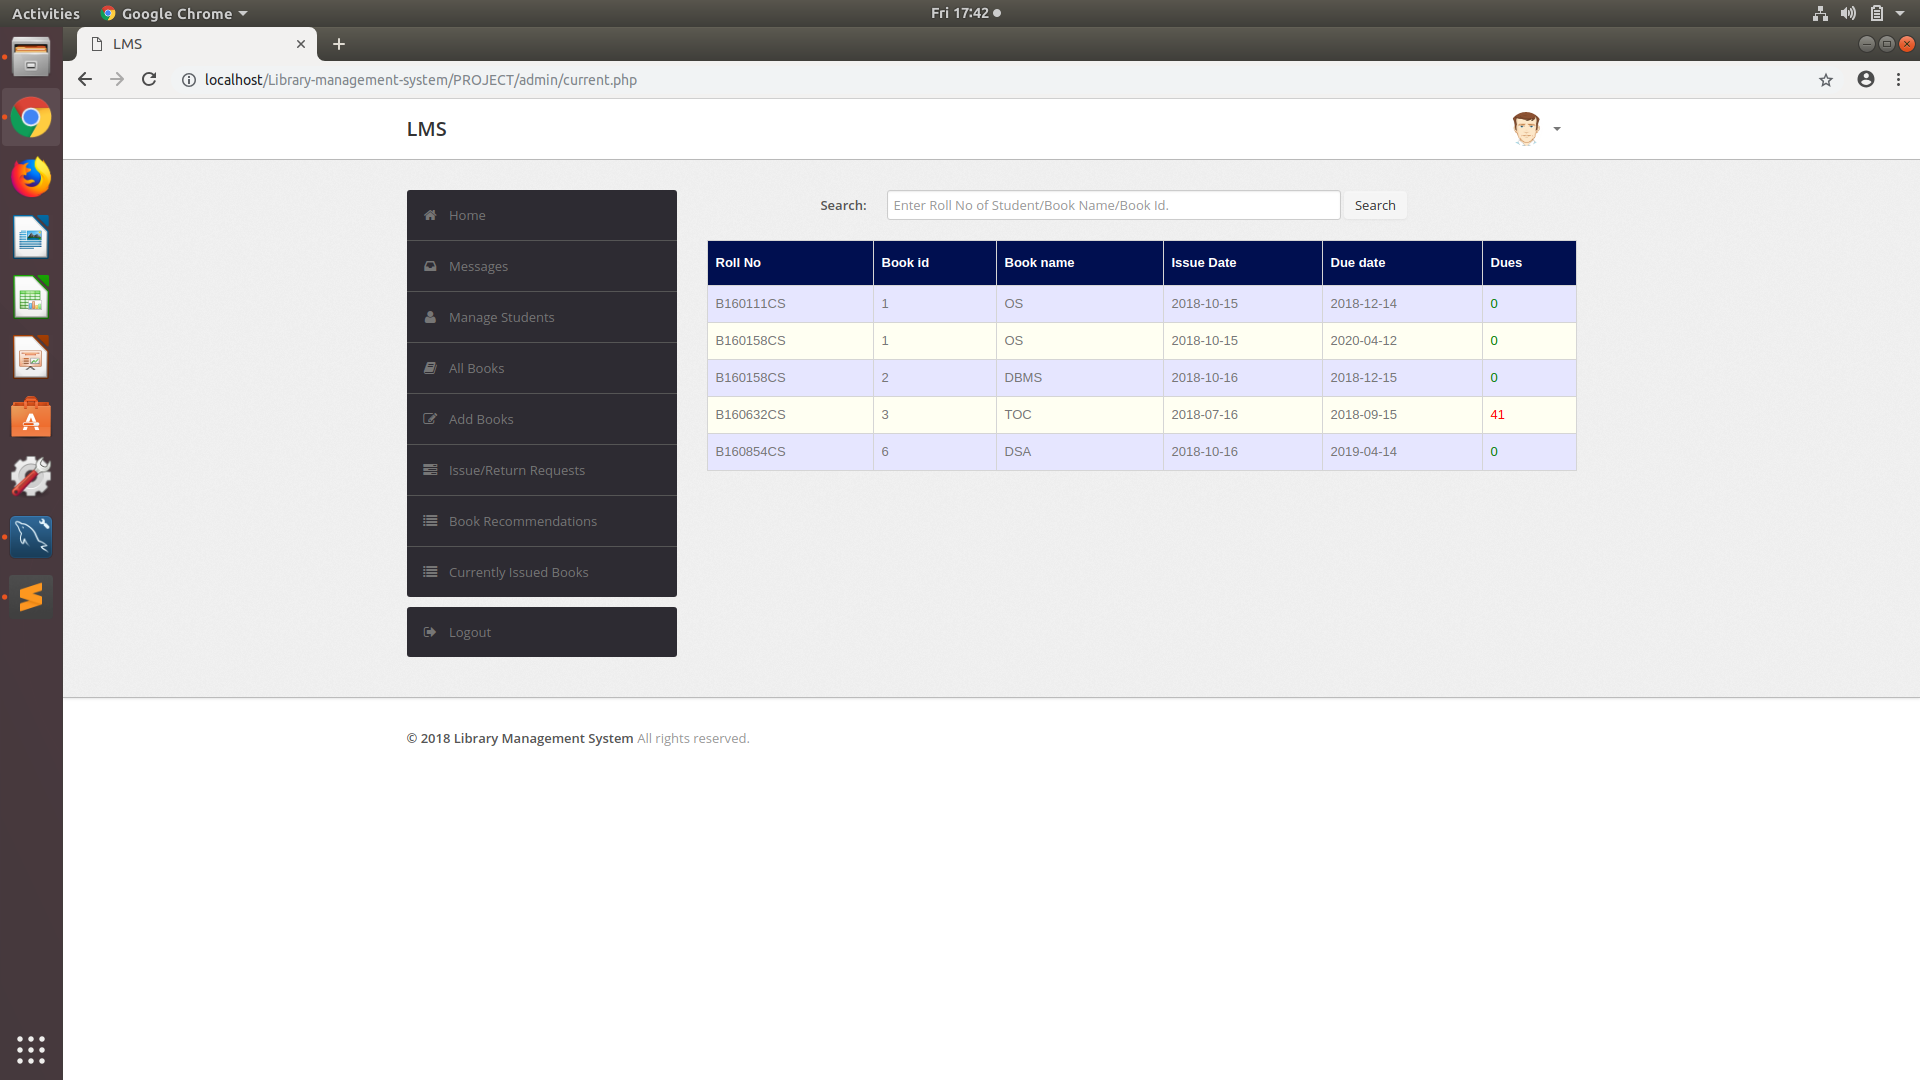 Activities Google Chrome Fri 17:42
LMS
localhost/Library-management-system/PROJECT/admin/current.php
LMS
Home
Messages
Manage Students
All Books
Add Books
Issue/Return Requests
Book Recommendations
Currently Issued Books
Logout
Search: Enter Roll No of Student/Book Name/Book Id. Search
Roll No Book id Book name Issue Date Due date Dues
B160111CS 1 OS 2018-10-15 2018-12-14 0
B160158CS 1 OS 2018-10-15 2020-04-12 0
B160158CS 2 DBMS 2018-10-16 2018-12-15 0
B160632CS 3 TOC 2018-07-16 2018-09-15 41
B160854CS 6 DSA 2018-10-16 2019-04-14 0
© 2018 Library Management System All rights reserved.